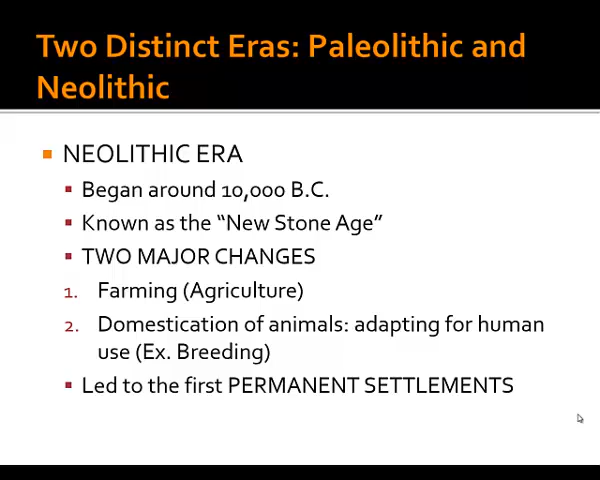 Two Distinct Eras: Paleolithic and
Neolithic
NEOLITHIC ERA
Began around 10,000 B.C.
Known as the “New Stone Age”
TWO MAJOR CHANGES
1. Farming (Agriculture)
2. Domestication of animals: adapting for human
use (Ex. Breeding)
Led to the first PERMANENT SETTLEMENTS